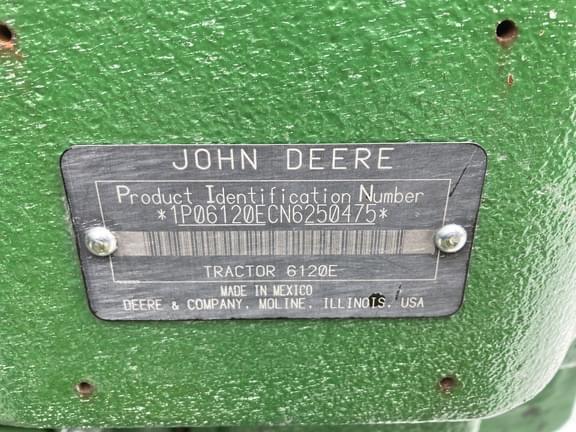 JOHN DEERE
Product Identification Number
*1P06120ECN6250475*
TRACTOR 6120E
MADE IN MEXICO
DEERE & COMPANY, MOLINE, ILLINOIS, USA